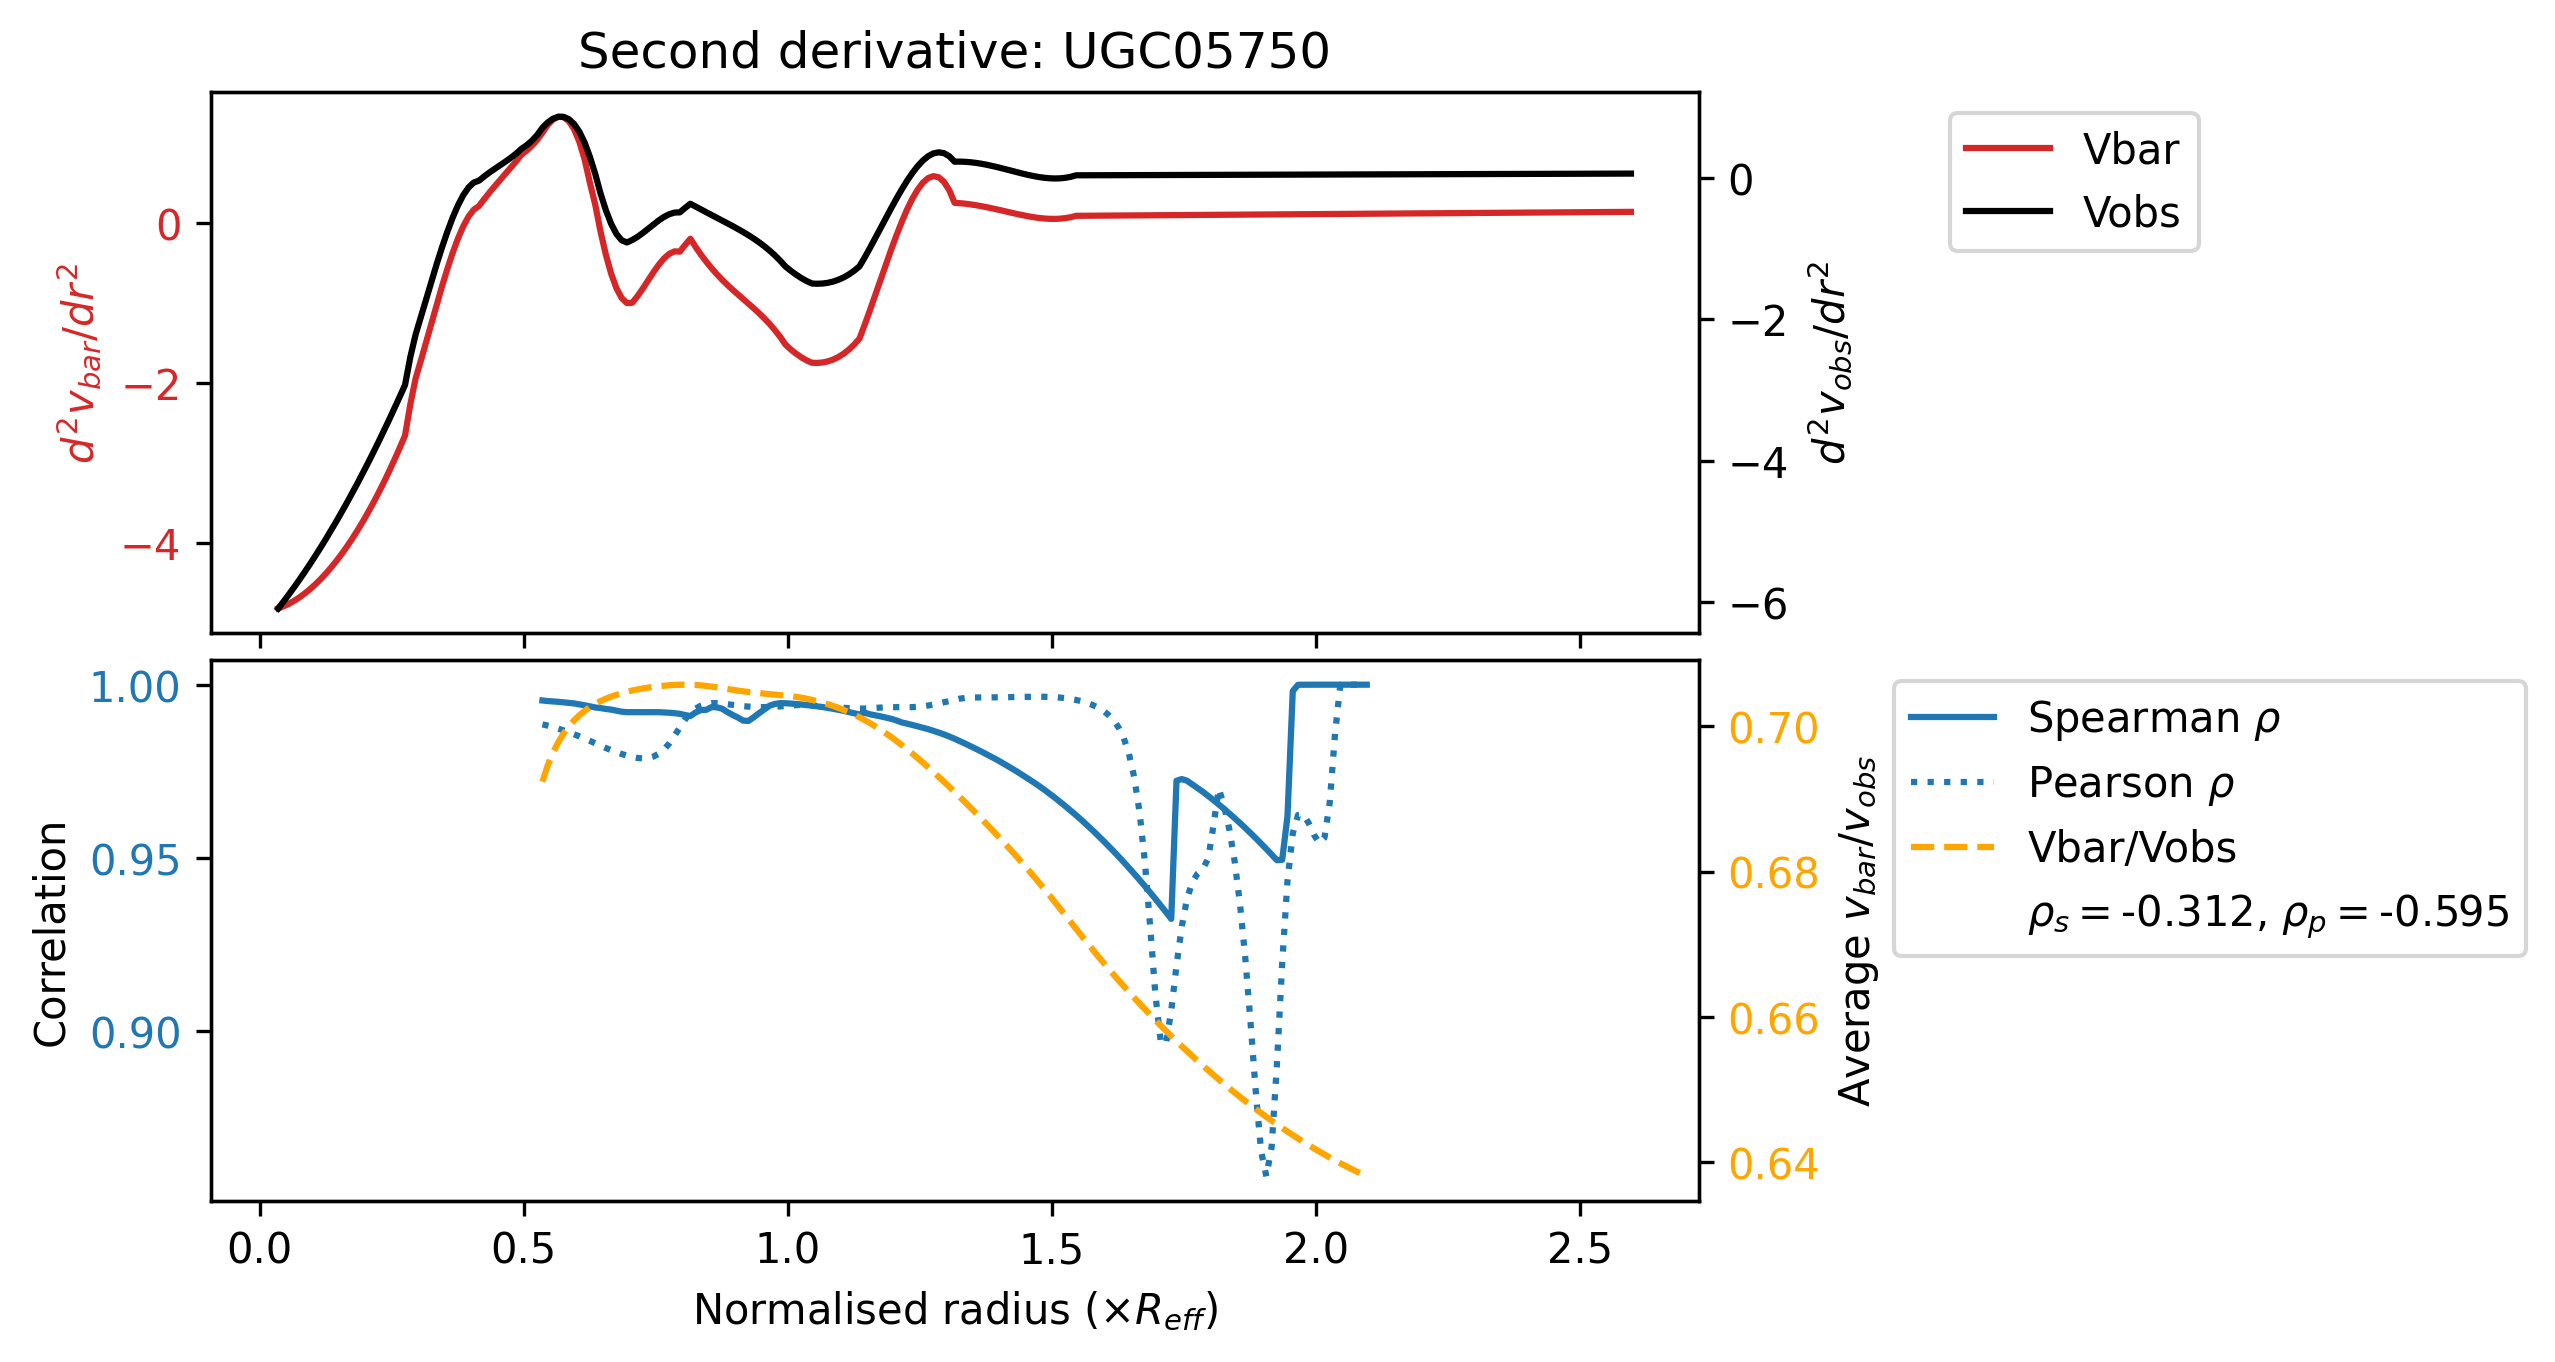 Second derivative: UGC05750
0
−2
−4
d²v_bar/dr²
0
−2
−4
−6
d²v_obs/dr²
Vbar
Vobs
1.00
0.95
0.90
Correlation
0.70
0.68
0.66
0.64
Average v_bar/v_obs
Spearman ρ
Pearson ρ
Vbar/Vobs
ρ_s = -0.312, ρ_p = -0.595
0.0 0.5 1.0 1.5 2.0 2.5
Normalised radius (×R_eff)